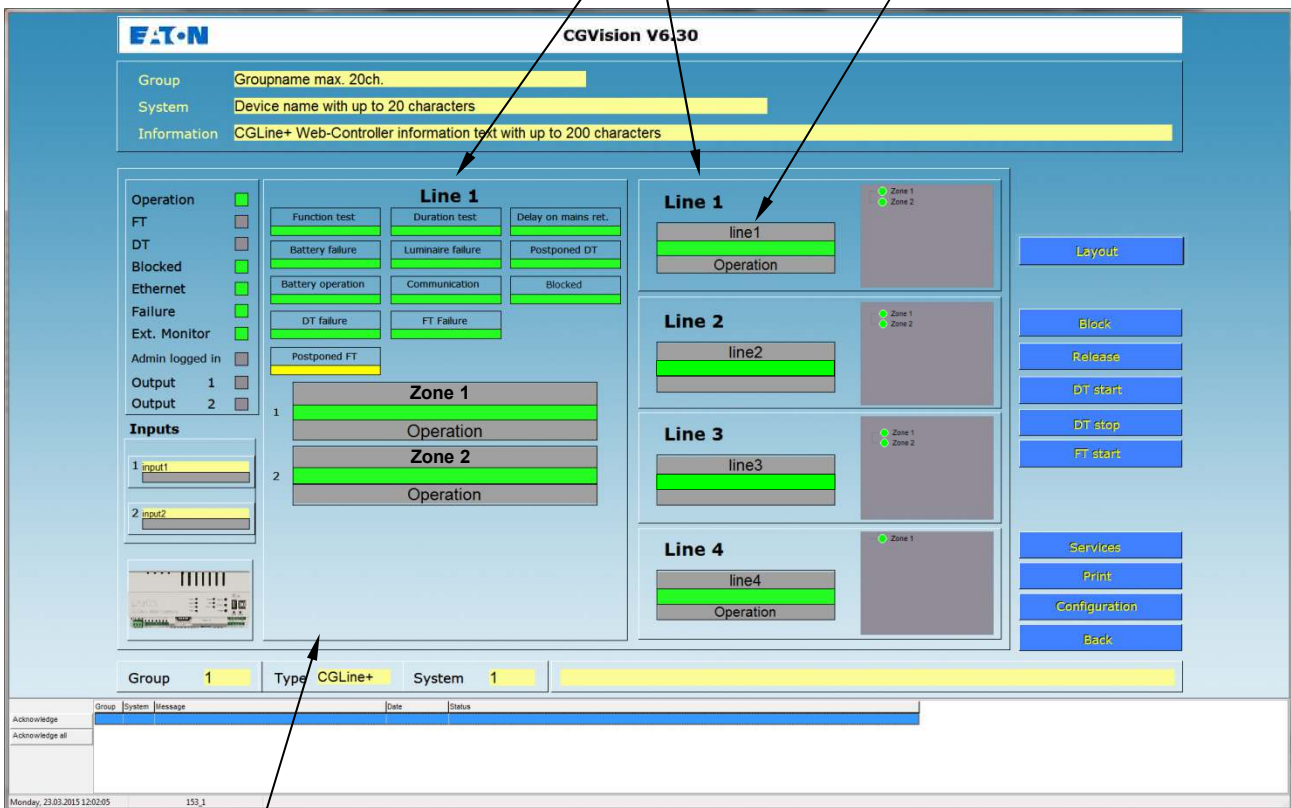 EATON
CGVision V6.30
Group Groupname max. 20ch.
System Device name with up to 20 characters
Information CGLine+ Web-Controller information text with up to 200 characters
Operation
FT
DT
Blocked
Ethernet
Failure
Ext. Monitor
Admin logged in
Output 1
Output 2
Inputs
1 input1
2 input2
Line 1
Function test Duration test Delay on mains ret.
Battery failure Luminaire failure Postponed DT
Battery operation Communication Blocked
DT failure FT Failure
Postponed FT
Zone 1
1
Operation
Zone 2
2
Operation
Line 1
line1
Operation
Zone 1
Zone 2
Line 2
line2
Zone 1
Zone 2
Line 3
line3
Zone 1
Zone 2
Line 4
line4
Operation
Zone 1
Layout
Block
Release
DT start
DT stop
FT start
Services
Print
Configuration
Back
Group 1 Type CGLine+ System 1
Group System Message Date Status
Acknowledge
Acknowledge all
Monday, 23.03.2015 12:02:05 153_1